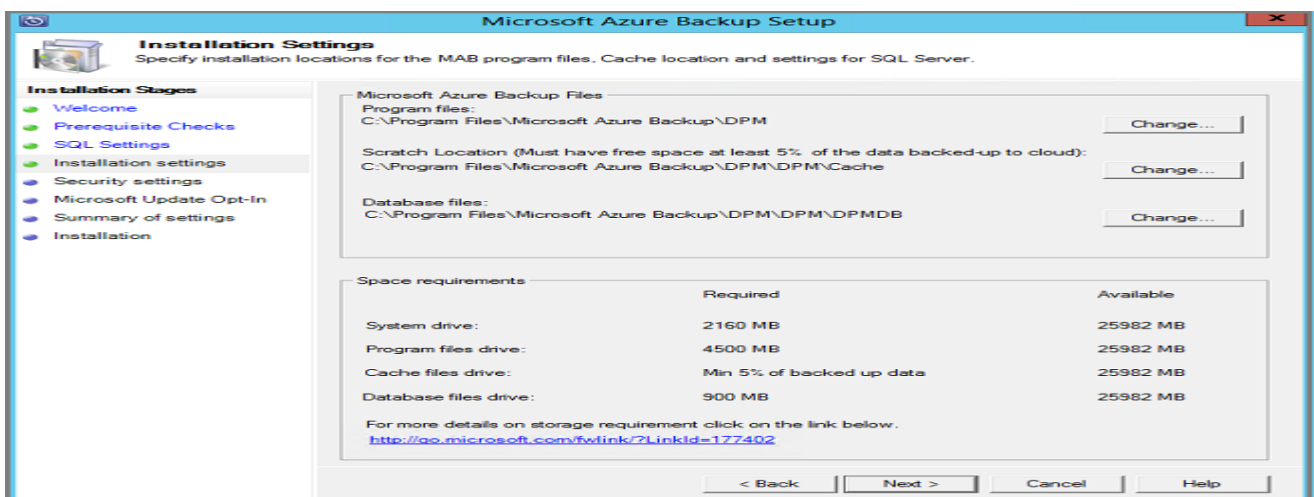 Microsoft Azure Backup Setup
Installation Settings
Specify installation locations for the MAB program files, Cache location and settings for SQL Server.
Installation Stages
Welcome
Prerequisite Checks
SQL Settings
Installation settings
Security settings
Microsoft Update Opt-In
Summary of settings
Installation
Microsoft Azure Backup Files
Program files:
C:\Program Files\Microsoft Azure Backup\DPM
Change...
Scratch Location (Must have free space at least 5% of the data backed-up to cloud):
C:\Program Files\Microsoft Azure Backup\DPM\DPM\Cache
Change...
Database files:
C:\Program Files\Microsoft Azure Backup\DPM\DPM\DPMDB
Change...
Space requirements
Required Available
System drive: 2160 MB 25982 MB
Program files drive: 4500 MB 25982 MB
Cache files drive: Min 5% of backed up data 25982 MB
Database files drive: 900 MB 25982 MB
For more details on storage requirement click on the link below.
http://go.microsoft.com/fwlink/?LinkId=177402
< Back Next > Cancel Help